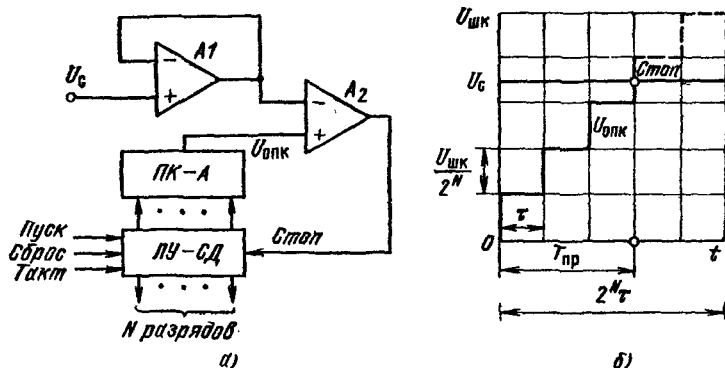 A1
U_c
−
+
A2
−
+
U_опк
ПК–А
. . .
Пуск
Сброс
Такт
ЛУ–СД
Стоп
. . .
N разрядов
а)
U_шк
U_c
Стоп
U_опк
U_шк
2^N
τ
0
T_пр
t
2^N τ
б)